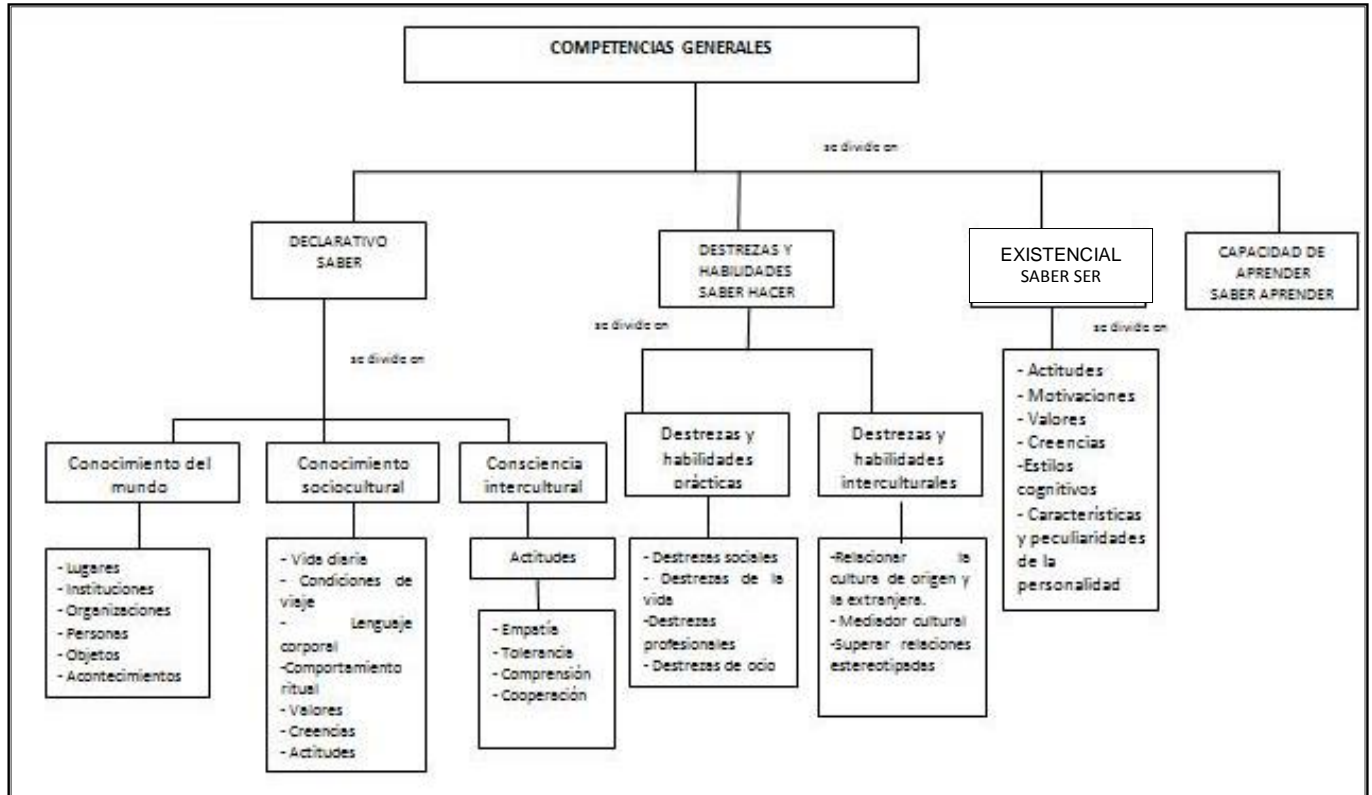 COMPETENCIAS GENERALES
se divide en
DECLARATIVO
SABER
DESTREZAS Y
HABILIDADES
SABER HACER
EXISTENCIAL
SABER SER
CAPACIDAD DE
APRENDER
SABER APRENDER
se divide en
se divide en
se divide en
Conocimiento del
mundo
Conocimiento
sociocultural
Consciencia
intercultural
Destrezas y
habilidades
prácticas
Destrezas y
habilidades
interculturales
- Actitudes
- Motivaciones
- Valores
- Creencias
-Estilos
cognitivos
- Características
y peculiaridades
de la
personalidad
- Lugares
- Instituciones
- Organizaciones
- Personas
- Objetos
- Acontecimientos
- Vida diaria
- Condiciones de
viaje
- Lenguaje
corporal
-Comportamiento
ritual
- Valores
- Creencias
- Actitudes
Actitudes
- Empatía
- Tolerancia
- Comprensión
- Cooperación
- Destrezas sociales
- Destrezas de la
vida
-Destrezas
profesionales
- Destrezas de ocio
-Relacionar la
cultura de origen y
la extranjera.
- Mediador cultural
-Superar relaciones
estereotipadas